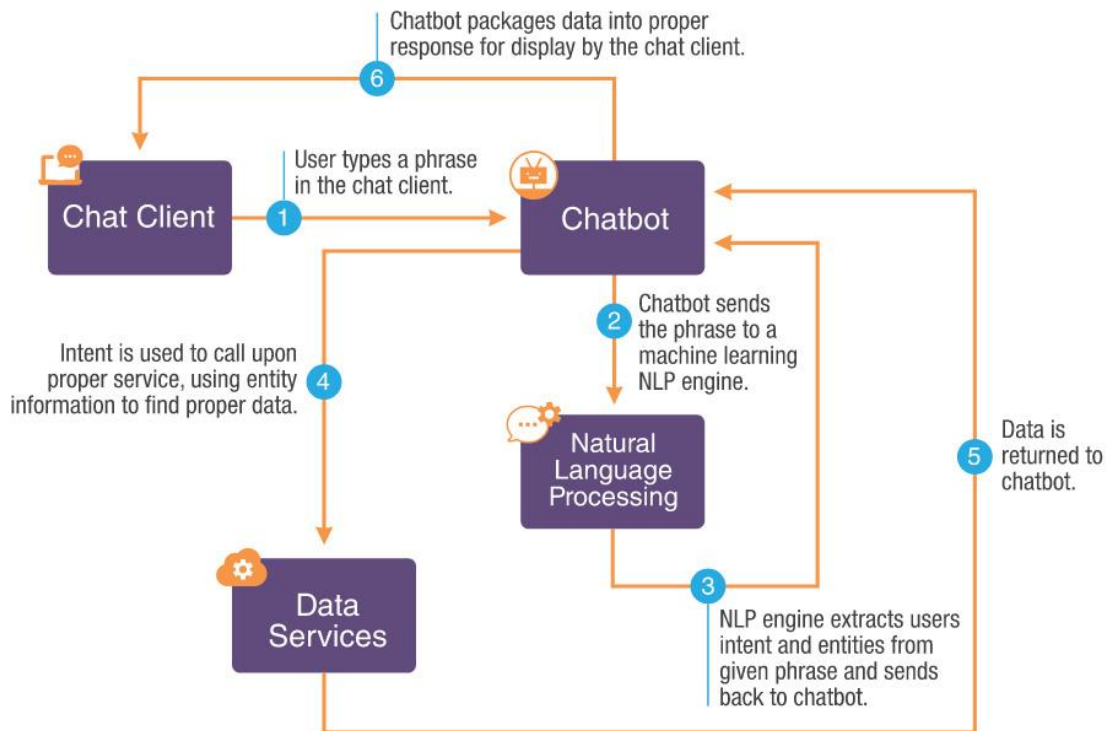 Chatbot packages data into proper
response for display by the chat client.
6
User types a phrase
in the chat client.
Chat Client
1
Chatbot
Chatbot sends
the phrase to a
machine learning
NLP engine.
2
Intent is used to call upon
proper service, using entity
information to find proper data.
4
Natural
Language
Processing
5
Data is
returned to
chatbot.
Data
Services
3
NLP engine extracts users
intent and entities from
given phrase and sends
back to chatbot.